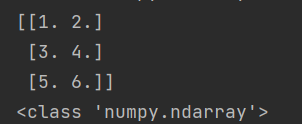 [[1. 2.]
 [3. 4.]
 [5. 6.]]
<class 'numpy.ndarray'>